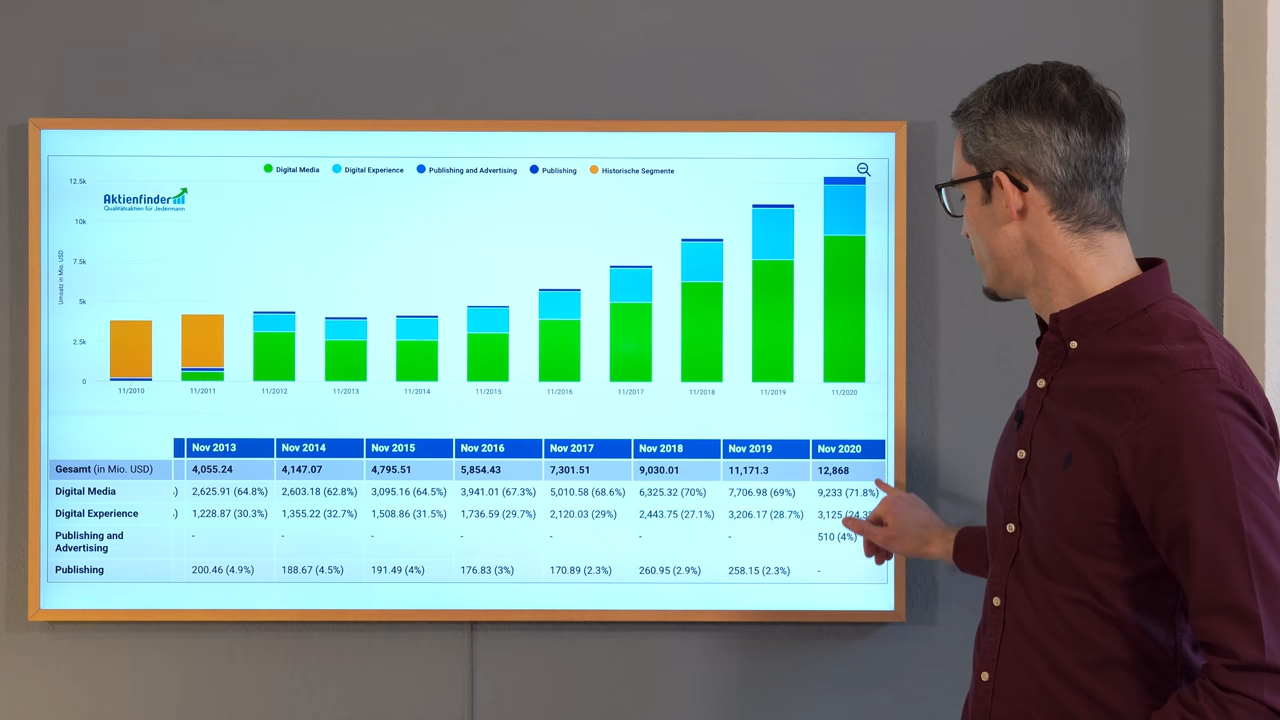 Digital Media Digital Experience Publishing and Advertising Publishing Historische Segmente
Aktienfinder
Qualitätsaktien für Jedermann
Umsatz in Mio. USD
12.5k
10k
7.5k
5k
2.5k
0
11/2010 11/2011 11/2012 11/2013 11/2014 11/2015 11/2016 11/2017 11/2018 11/2019 11/2020
Nov 2013 Nov 2014 Nov 2015 Nov 2016 Nov 2017 Nov 2018 Nov 2019 Nov 2020
Gesamt (in Mio. USD) 4,055.24 4,147.07 4,795.51 5,854.43 7,301.51 9,030.01 11,171.3 12,868
Digital Media .) 2,625.91 (64.8%) 2,603.18 (62.8%) 3,095.16 (64.5%) 3,941.01 (67.3%) 5,010.58 (68.6%) 6,325.32 (70%) 7,706.98 (69%) 9,233 (71.8%)
Digital Experience .) 1,228.87 (30.3%) 1,355.22 (32.7%) 1,508.86 (31.5%) 1,736.59 (29.7%) 2,120.03 (29%) 2,443.75 (27.1%) 3,206.17 (28.7%) 3,125 (24.3
Publishing and - - - - - - - 510 (4%)
Advertising
Publishing 200.46 (4.9%) 188.67 (4.5%) 191.49 (4%) 176.83 (3%) 170.89 (2.3%) 260.95 (2.9%) 258.15 (2.3%) -